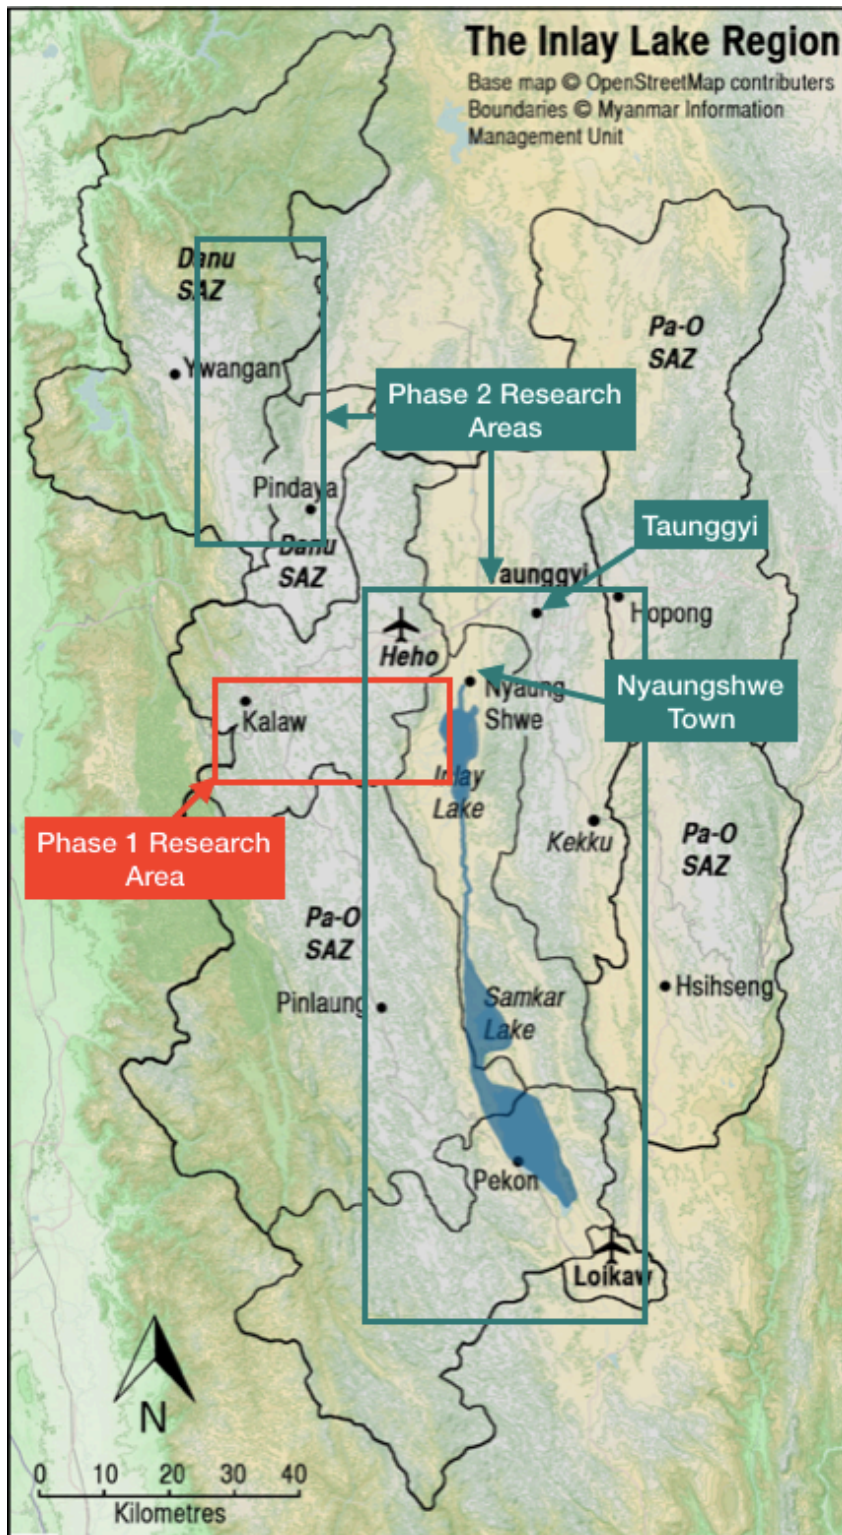 The Inlay Lake Region
Base map © OpenStreetMap contributers
Boundaries © Myanmar Information
Management Unit
Danu
SAZ
Pa-O
SAZ
Ywangan
Phase 2 Research
Areas
Pindaya
Taunggyi
Danu
SAZ
Taunggyi
Hopong
Heho
Nyaungshwe
Town
Nyaung
Shwe
Kalaw
Inlay
Lake
Phase 1 Research
Area
Kekku
Pa-O
SAZ
Pa-O
SAZ
Pinlaung
Hsihseng
Samkar
Lake
Pekon
Loikaw
N
0 10 20 30 40
Kilometres